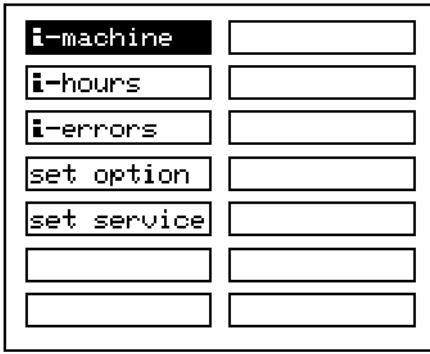 i-machine
i-hours
i-errors
set option
set service